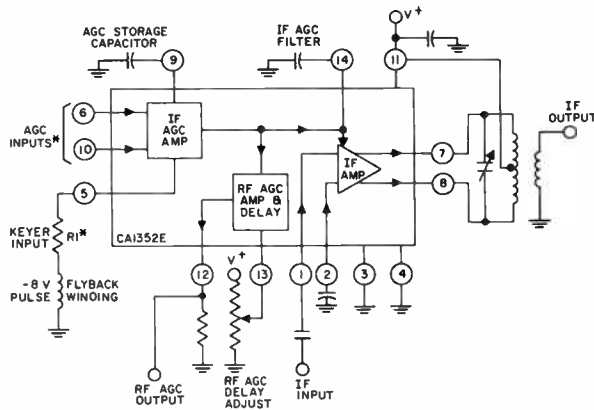 AGC STORAGE
CAPACITOR
IF AGC
FILTER
V+
9
14
11
IF
OUTPUT
AGC
INPUTS*
6
10
IF
AGC
AMP
IF
AMP
7
8
5
RF AGC
AMP &
DELAY
KEYER
INPUT
R1*
CA1352E
-8 V
PULSE
FLYBACK
WINDING
12
V+
13
1
2
3
4
RF AGC
OUTPUT
RF AGC
DELAY
ADJUST
IF
INPUT